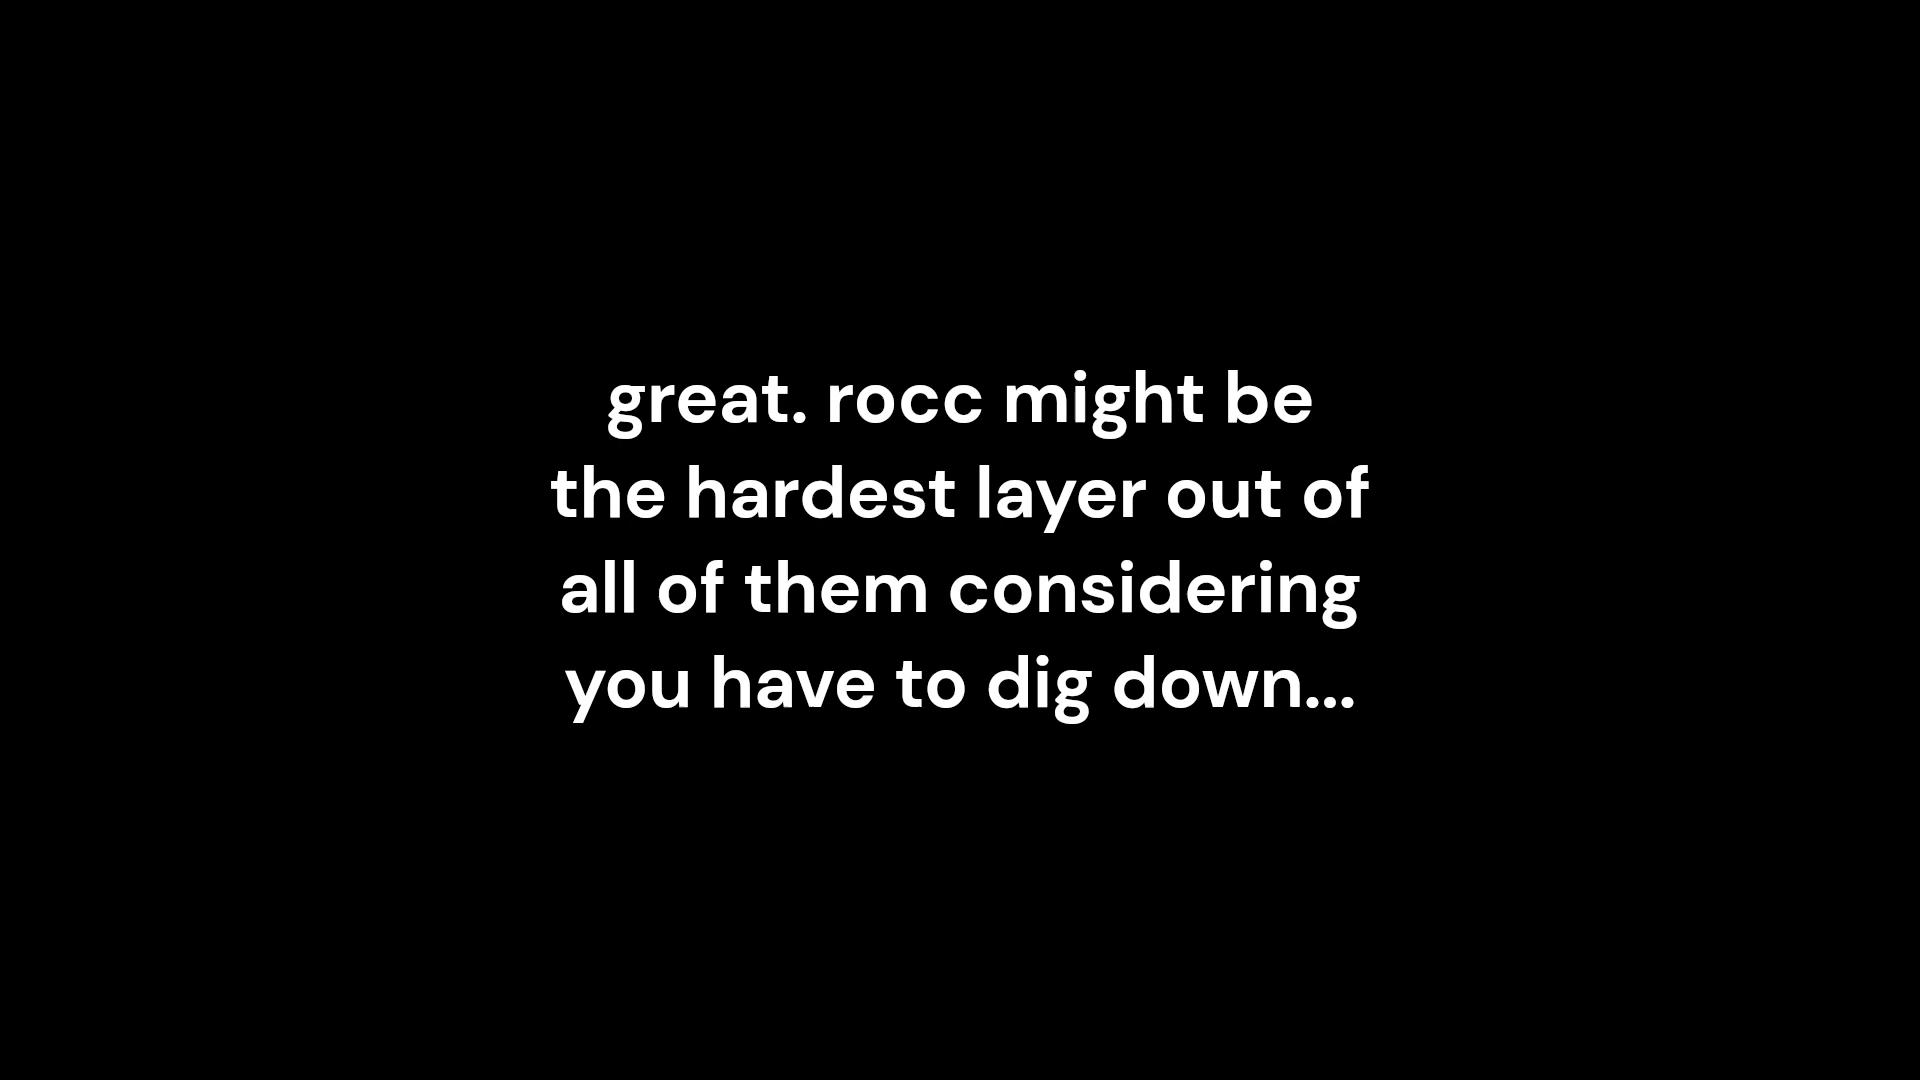 great. rocc might be
the hardest layer out of
all of them considering
you have to dig down...